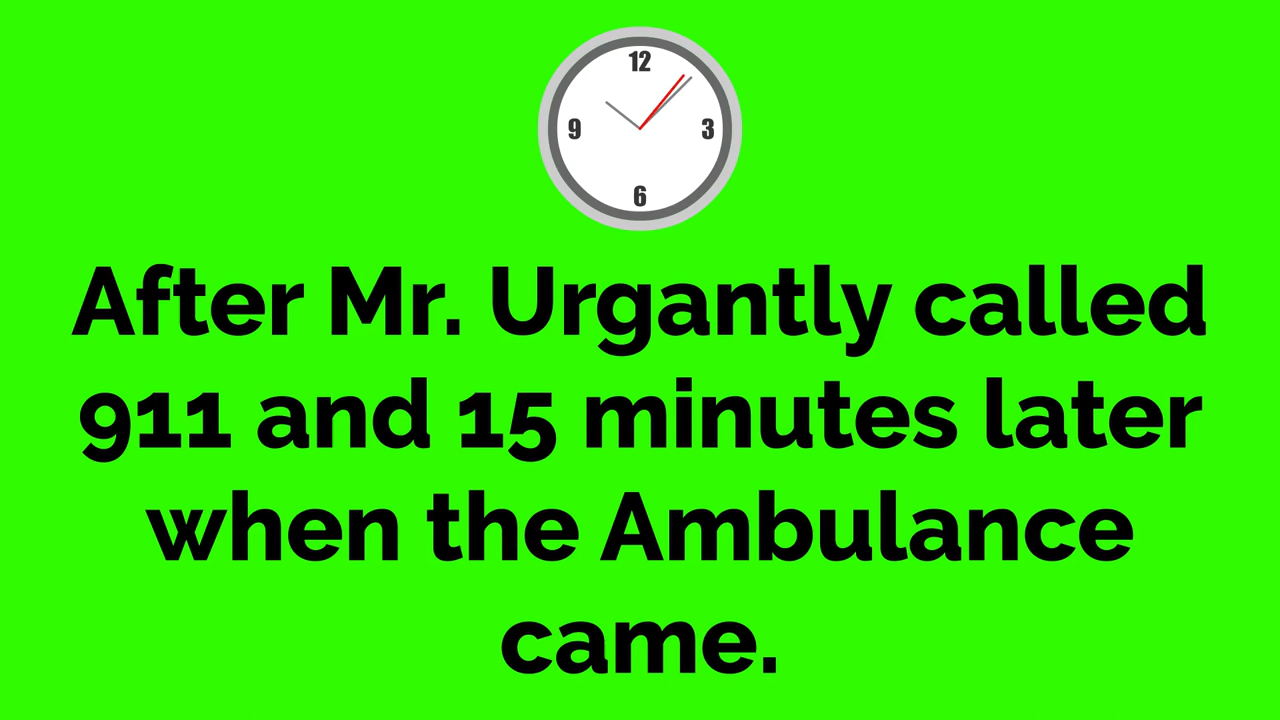 12
9 3
6
After Mr. Urgantly called
911 and 15 minutes later
when the Ambulance
came.